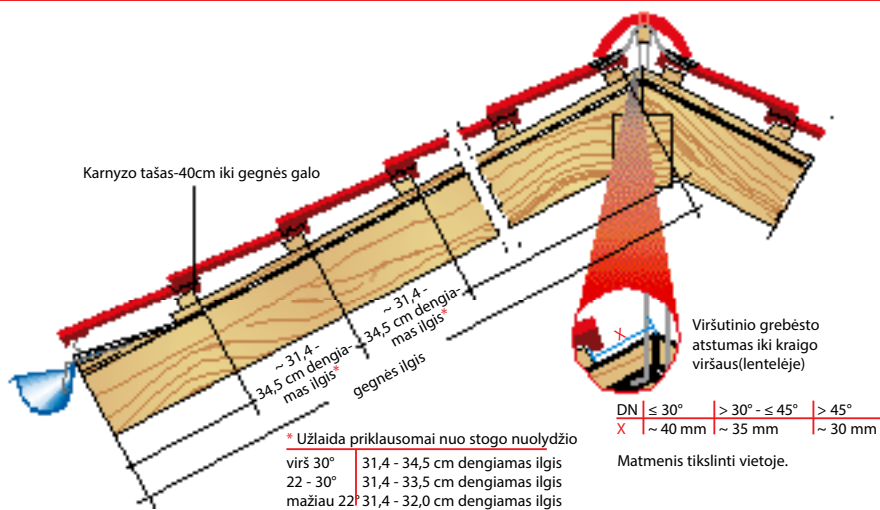 Karnyzo tašas-40cm iki gegnės galo
~ 31,4 -
34,5 cm dengia-
mas ilgis*
~ 31,4 -
34,5 cm dengia-
mas ilgis*
gegnės ilgis
X
Viršutinio grebėsto
atstumas iki kraigo
viršaus(lentelėje)
DN ≤ 30° > 30° - ≤ 45° > 45°
X ~ 40 mm ~ 35 mm ~ 30 mm
Matmenis tikslinti vietoje.
* Užlaida priklausomai nuo stogo nuolydžio
virš 30° 31,4 - 34,5 cm dengiamas ilgis
22 - 30° 31,4 - 33,5 cm dengiamas ilgis
mažiau 22° 31,4 - 32,0 cm dengiamas ilgis